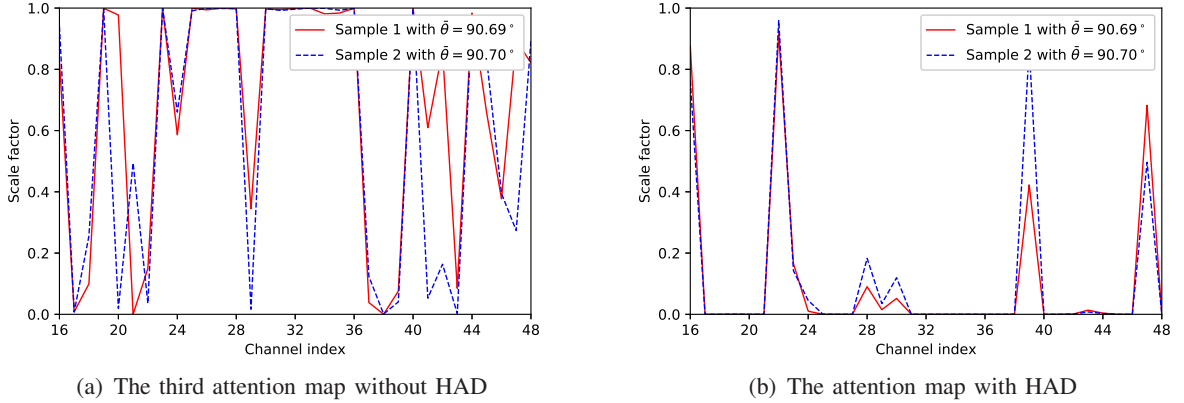 1.0
0.8
0.6
0.4
0.2
0.0
Scale factor
16 20 24 28 32 36 40 44 48
Channel index
Sample 1 with θ̄ = 90.69°
Sample 2 with θ̄ = 90.70°
(a) The third attention map without HAD
1.0
0.8
0.6
0.4
0.2
0.0
Scale factor
16 20 24 28 32 36 40 44 48
Channel index
Sample 1 with θ̄ = 90.69°
Sample 2 with θ̄ = 90.70°
(b) The attention map with HAD